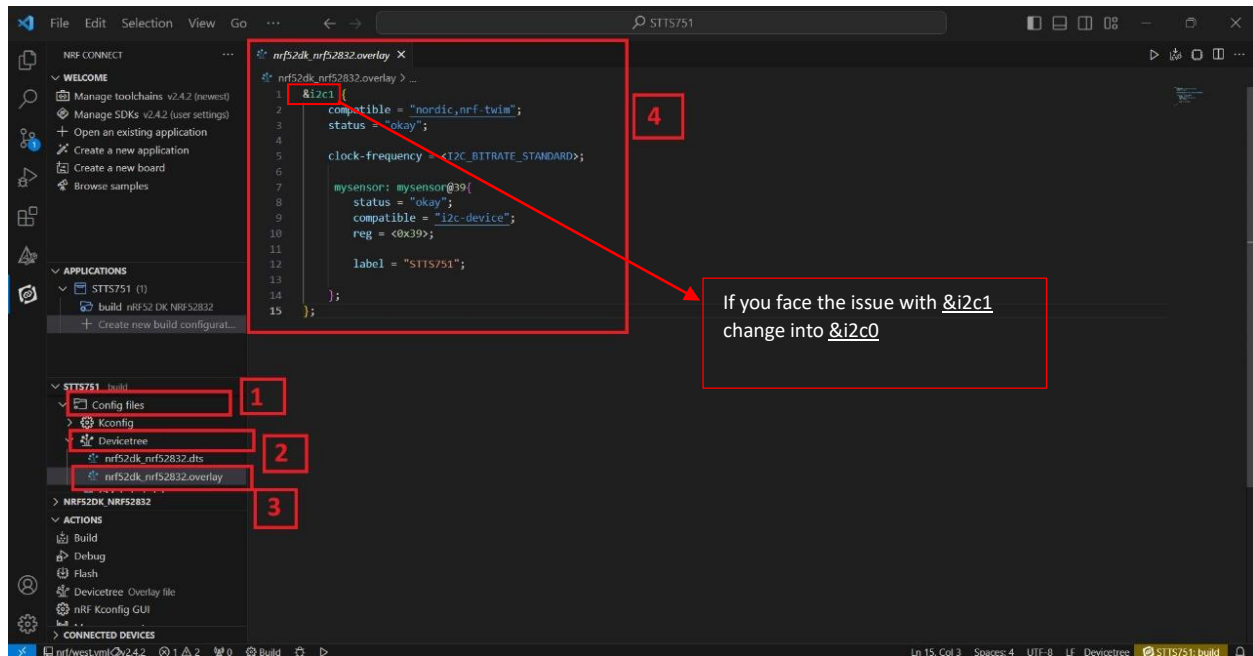 File Edit Selection View Go ... STTS751
NRF CONNECT ...
WELCOME
Manage toolchains v2.4.2 (newest)
Manage SDKs v2.4.2 (user settings)
Open an existing application
Create a new application
Create a new board
Browse samples
APPLICATIONS
STTS751 (1)
build nRF52 DK NRF52832
Create new build configurat...
STTS751 build
Config files
Kconfig
Devicetree
nrf52dk_nrf52832.dts
nrf52dk_nrf52832.overlay
NRF52DK_NRF52832
ACTIONS
Build
Debug
Flash
Devicetree Overlay file
nRF Kconfig GUI
CONNECTED DEVICES
1
2
3
nrf52dk_nrf52832.overlay
nrf52dk_nrf52832.overlay > ...
1 &i2c1 {
2 compatible = "nordic,nrf-twim";
3 status = "okay";
4
5 clock-frequency = <I2C_BITRATE_STANDARD>;
6
7 mysensor: mysensor@39{
8 status = "okay";
9 compatible = "i2c-device";
10 reg = <0x39>;
11
12 label = "STTS751";
13
14 };
15 };
4
If you face the issue with &i2c1
change into &i2c0
nrf/west.yml v2.4.2 1 2 0 Build Ln 15, Col 3 Spaces: 4 UTF-8 LF Devicetree STTS751: build